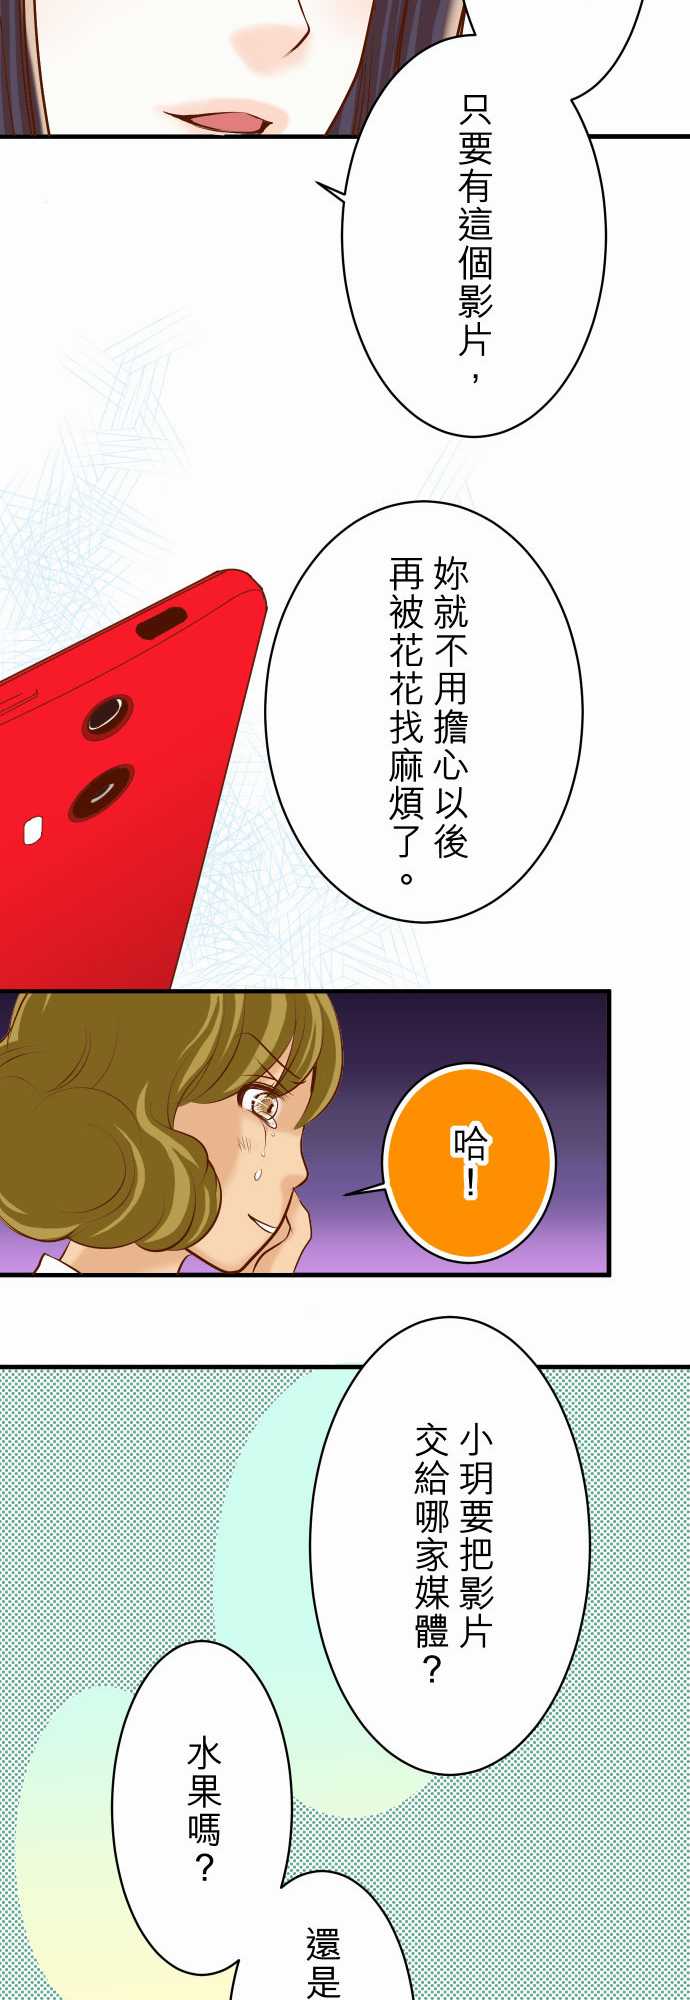 只要有這個影片，
妳就不用擔心以後
再被花花找麻煩了。
哈！
小玥要把影片
交給哪家媒體？
水果嗎？
還是